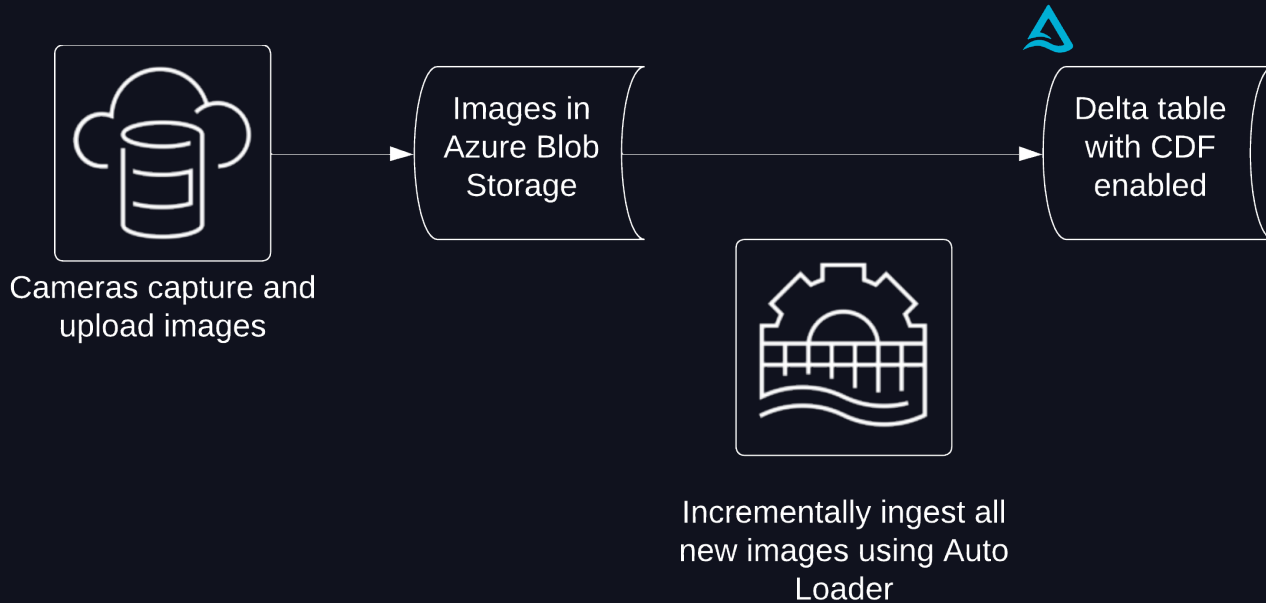 Cameras capture and
upload images
Images in
Azure Blob
Storage
Incrementally ingest all
new images using Auto
Loader
Delta table
with CDF
enabled